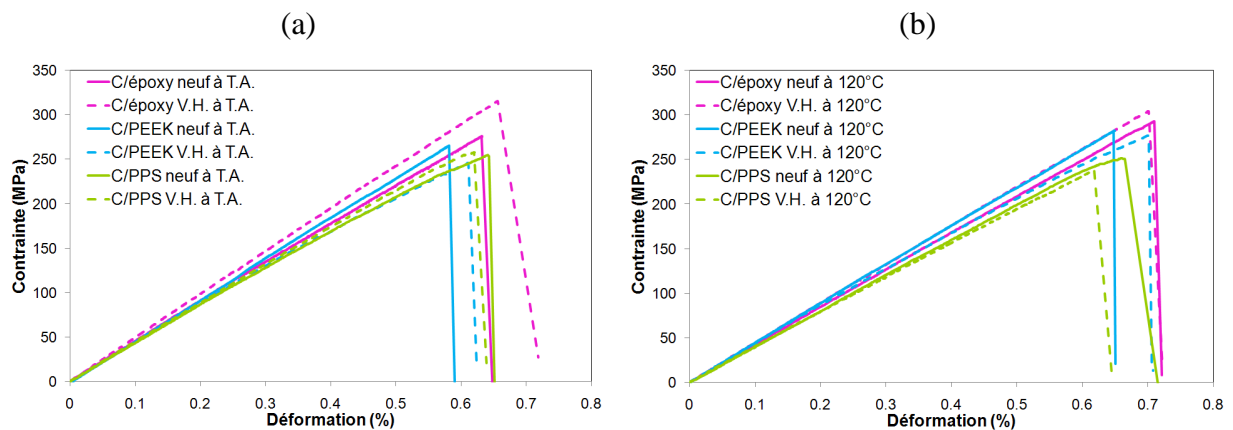 (a)
350
300
250
200
150
100
50
0
Contrainte (MPa)
C/époxy neuf à T.A.
C/époxy V.H. à T.A.
C/PEEK neuf à T.A.
C/PEEK V.H. à T.A.
C/PPS neuf à T.A.
C/PPS V.H. à T.A.
0 0.1 0.2 0.3 0.4 0.5 0.6 0.7 0.8
Déformation (%)
(b)
350
300
250
200
150
100
50
0
Contrainte (MPa)
C/époxy neuf à 120°C
C/époxy V.H. à 120°C
C/PEEK neuf à 120°C
C/PEEK V.H. à 120°C
C/PPS neuf à 120°C
C/PPS V.H. à 120°C
0 0.1 0.2 0.3 0.4 0.5 0.6 0.7 0.8
Déformation (%)